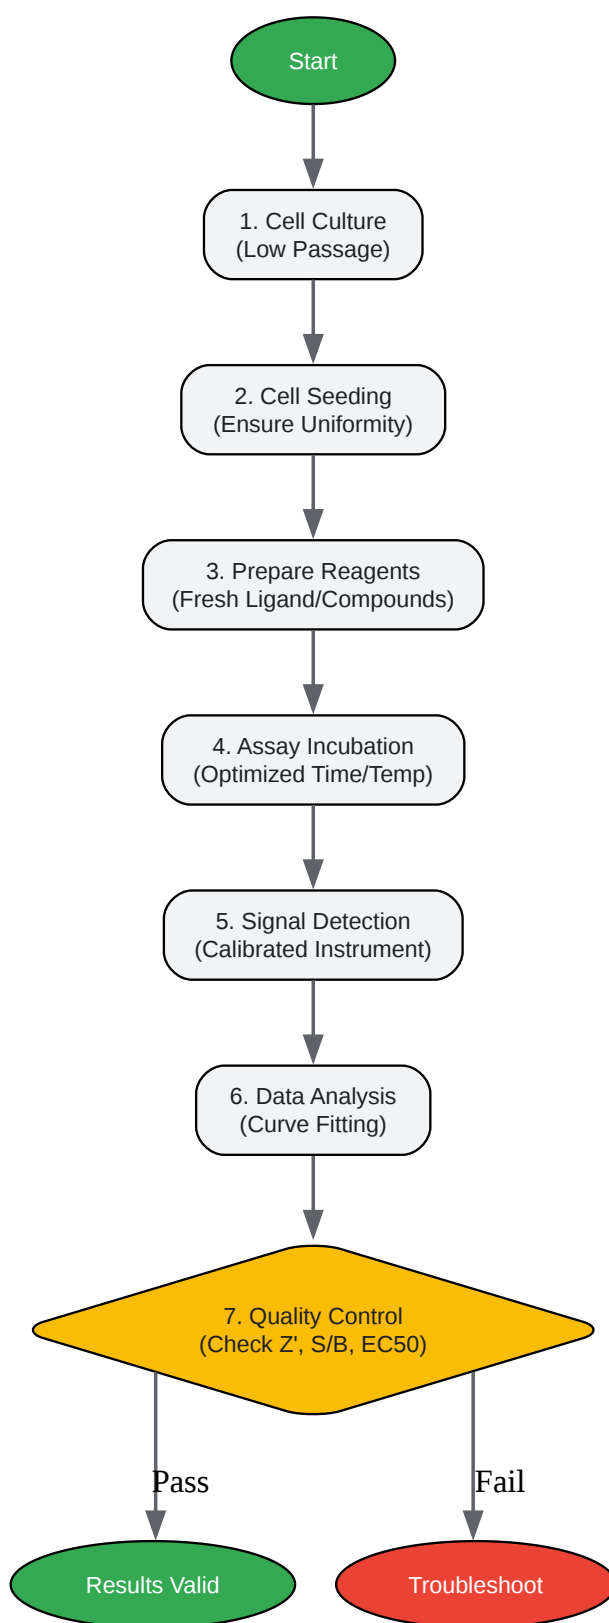 Start
1. Cell Culture
(Low Passage)
2. Cell Seeding
(Ensure Uniformity)
3. Prepare Reagents
(Fresh Ligand/Compounds)
4. Assay Incubation
(Optimized Time/Temp)
5. Signal Detection
(Calibrated Instrument)
6. Data Analysis
(Curve Fitting)
7. Quality Control
(Check Z', S/B, EC50)
Pass
Fail
Results Valid
Troubleshoot